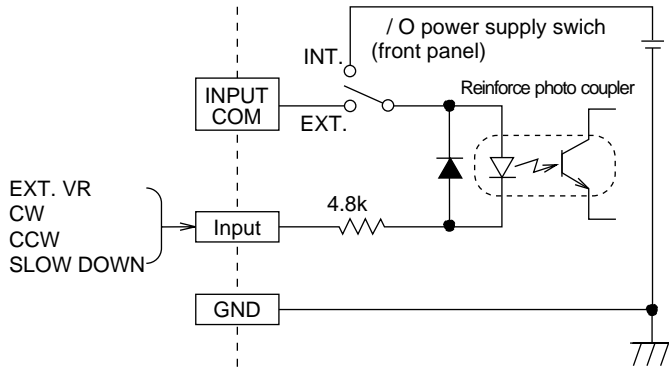 / O power supply swich
(front panel)
INT.
Reinforce photo coupler
INPUT
COM
EXT.
EXT. VR
CW
CCW
SLOW DOWN
Input
4.8k
GND